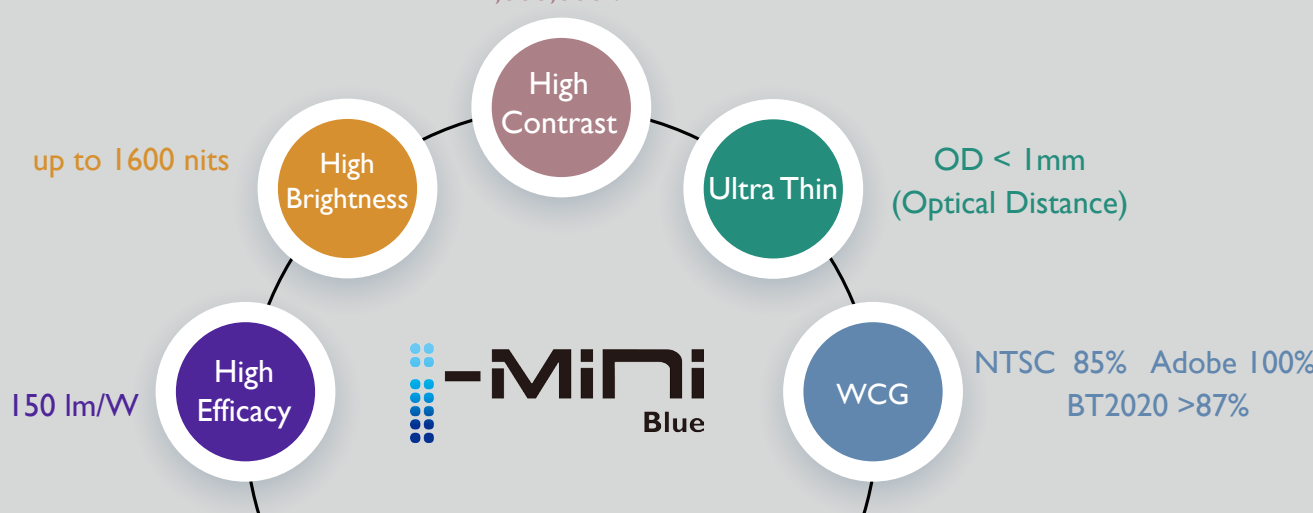 High
Contrast
up to 1600 nits
High
Brightness
Ultra Thin
OD < 1mm
(Optical Distance)
150 lm/W
High
Efficacy
i-MiNi
Blue
WCG
NTSC 85% Adobe 100%
BT2020 >87%